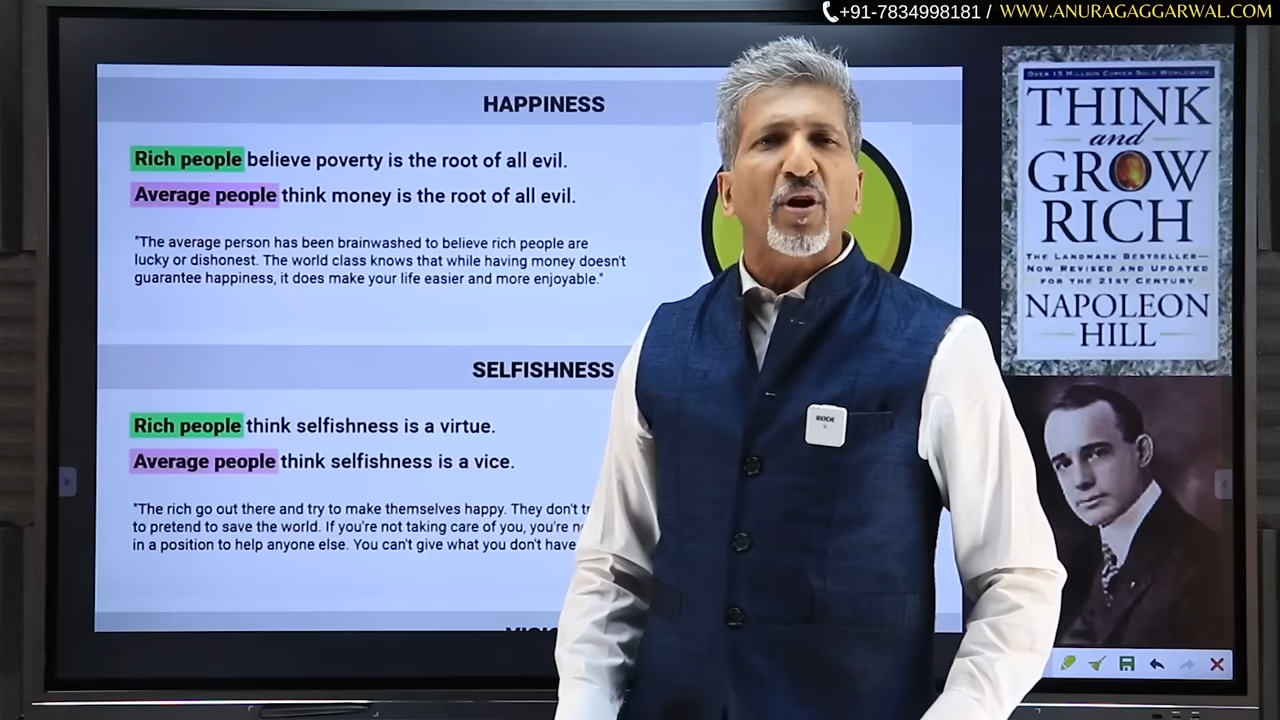 +91-7834998181 / WWW.ANURAGAGGARWAL.COM
HAPPINESS
Rich people believe poverty is the root of all evil.
Average people think money is the root of all evil.
"The average person has been brainwashed to believe rich people are
lucky or dishonest. The world class knows that while having money doesn't
guarantee happiness, it does make your life easier and more enjoyable."
SELFISHNESS
Rich people think selfishness is a virtue.
Average people think selfishness is a vice.
"The rich go out there and try to make themselves happy. They don't
to pretend to save the world. If you're not taking care of you, you're
in a position to help anyone else. You can't give what you don't have
OVER 15 MILLION COPIES SOLD WORLDWIDE
THINK
and
GROW
RICH
THE LANDMARK BESTSELLER—
NOW REVISED AND UPDATED
FOR THE 21ST CENTURY
NAPOLEON
HILL
RØDE